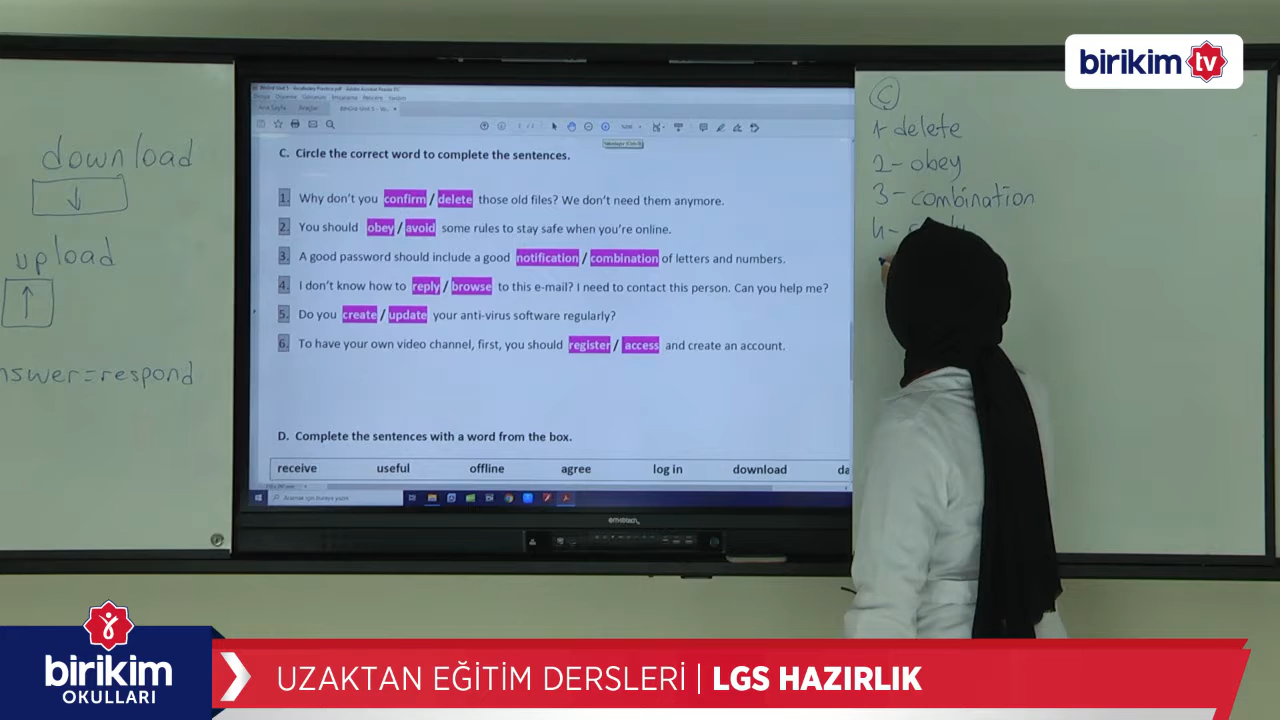 birikim tv
download
↓
upload
↑
nswer=respond
C. Circle the correct word to complete the sentences.
1. Why don't you confirm / delete those old files? We don't need them anymore.
2. You should obey / avoid some rules to stay safe when you're online.
3. A good password should include a good notification / combination of letters and numbers.
4. I don't know how to reply / browse to this e-mail? I need to contact this person. Can you help me?
5. Do you create / update your anti-virus software regularly?
6. To have your own video channel, first, you should register / access and create an account.
D. Complete the sentences with a word from the box.
receive useful offline agree log in download da
C
1- delete
2- obey
3- combination
4-
birikim
OKULLARI
UZAKTAN EĞİTİM DERSLERİ | LGS HAZIRLIK